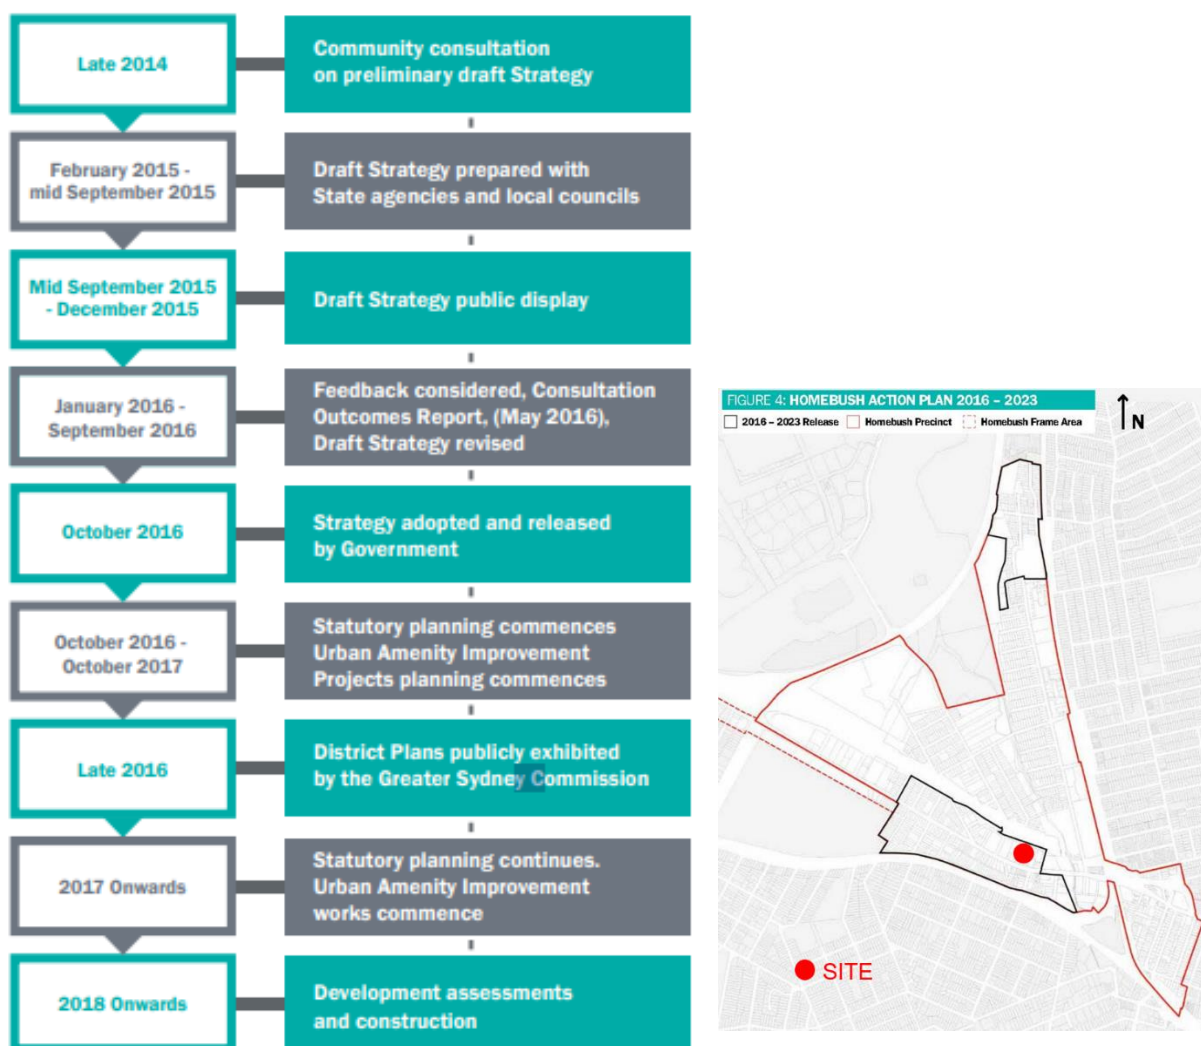 Late 2014
Community consultation
on preliminary draft Strategy
February 2015 -
mid September 2015
Draft Strategy prepared with
State agencies and local councils
Mid September 2015
- December 2015
Draft Strategy public display
January 2016 -
September 2016
Feedback considered, Consultation
Outcomes Report, (May 2016),
Draft Strategy revised
October 2016
Strategy adopted and released
by Government
October 2016 -
October 2017
Statutory planning commences
Urban Amenity Improvement
Projects planning commences
Late 2016
District Plans publicly exhibited
by the Greater Sydney Commission
2017 Onwards
Statutory planning continues.
Urban Amenity Improvement
works commence
2018 Onwards
Development assessments
and construction
FIGURE 4: HOMEBUSH ACTION PLAN 2016 – 2023
2016 – 2023 Release Homebush Precinct Homebush Frame Area
N
SITE